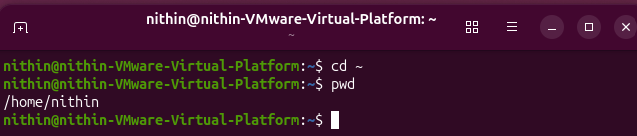 nithin@nithin-VMware-Virtual-Platform: ~
~
nithin@nithin-VMware-Virtual-Platform:~$ cd ~
nithin@nithin-VMware-Virtual-Platform:~$ pwd
/home/nithin
nithin@nithin-VMware-Virtual-Platform:~$